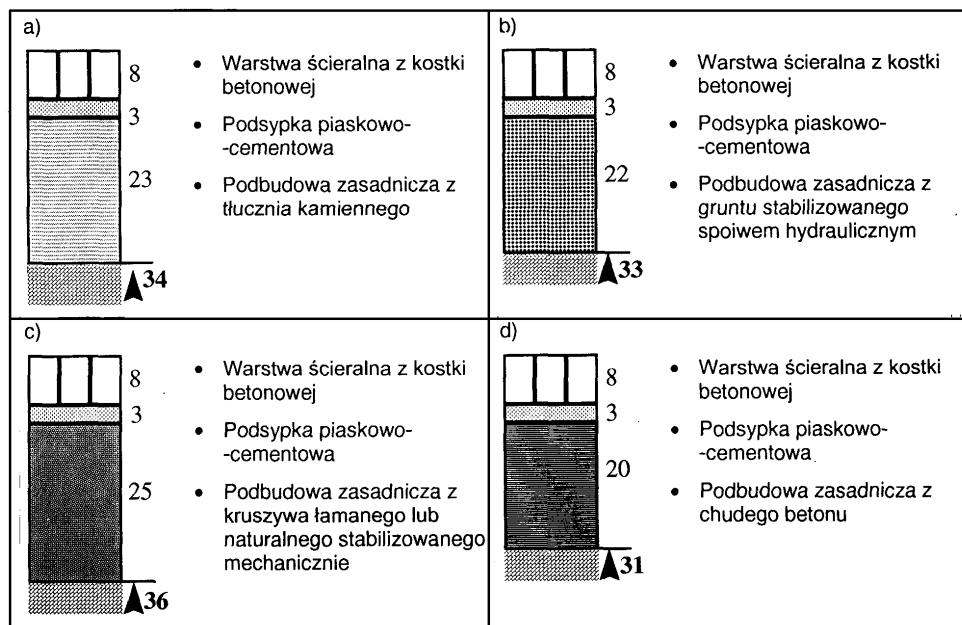 a)
8
3
23
34
• Warstwa ścieralna z kostki
betonowej
• Podsypka piaskowo-
-cementowa
• Podbudowa zasadnicza z
tłucznia kamiennego
b)
8
3
22
33
• Warstwa ścieralna z kostki
betonowej
• Podsypka piaskowo-
-cementowa
• Podbudowa zasadnicza z
gruntu stabilizowanego
spoiwem hydraulicznym
c)
8
3
25
36
• Warstwa ścieralna z kostki
betonowej
• Podsypka piaskowo-
-cementowa
• Podbudowa zasadnicza z
kruszywa łamanego lub
naturalnego stabilizowanego
mechanicznie
d)
8
3
20
31
• Warstwa ścieralna z kostki
betonowej
• Podsypka piaskowo-
-cementowa
• Podbudowa zasadnicza z
chudego betonu